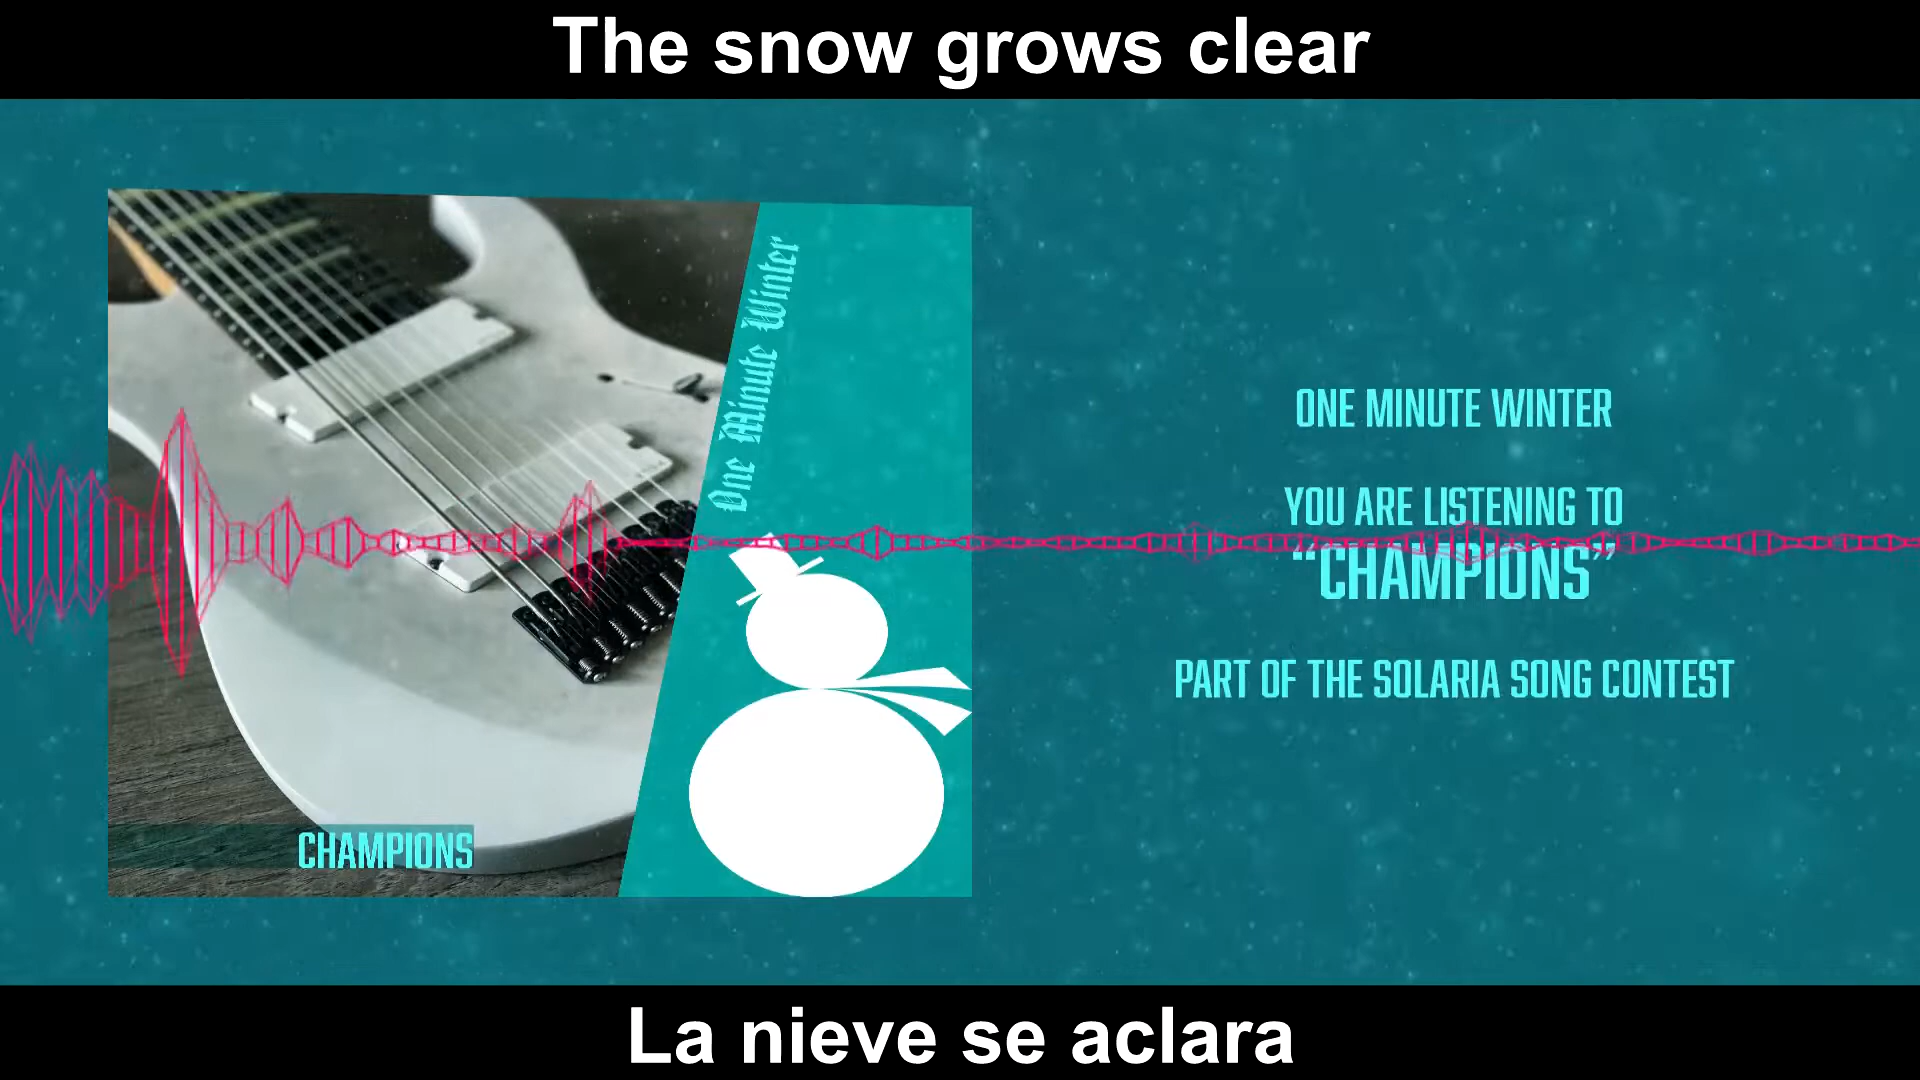 The snow grows clear
One Minute Winter
CHAMPIONS
ONE MINUTE WINTER
YOU ARE LISTENING TO
“CHAMPIONS”
PART OF THE SOLARIA SONG CONTEST
La nieve se aclara